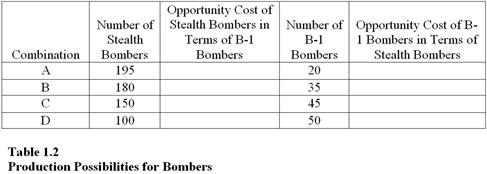 Combination
Number of
Stealth
Bombers
Opportunity Cost of
Stealth Bombers in
Terms of B-1
Bombers
Number of
B-1
Bombers
Opportunity Cost of B-
1 Bombers in Terms of
Stealth Bombers
A 195 20
B 180 35
C 150 45
D 100 50
Table 1.2
Production Possibilities for Bombers